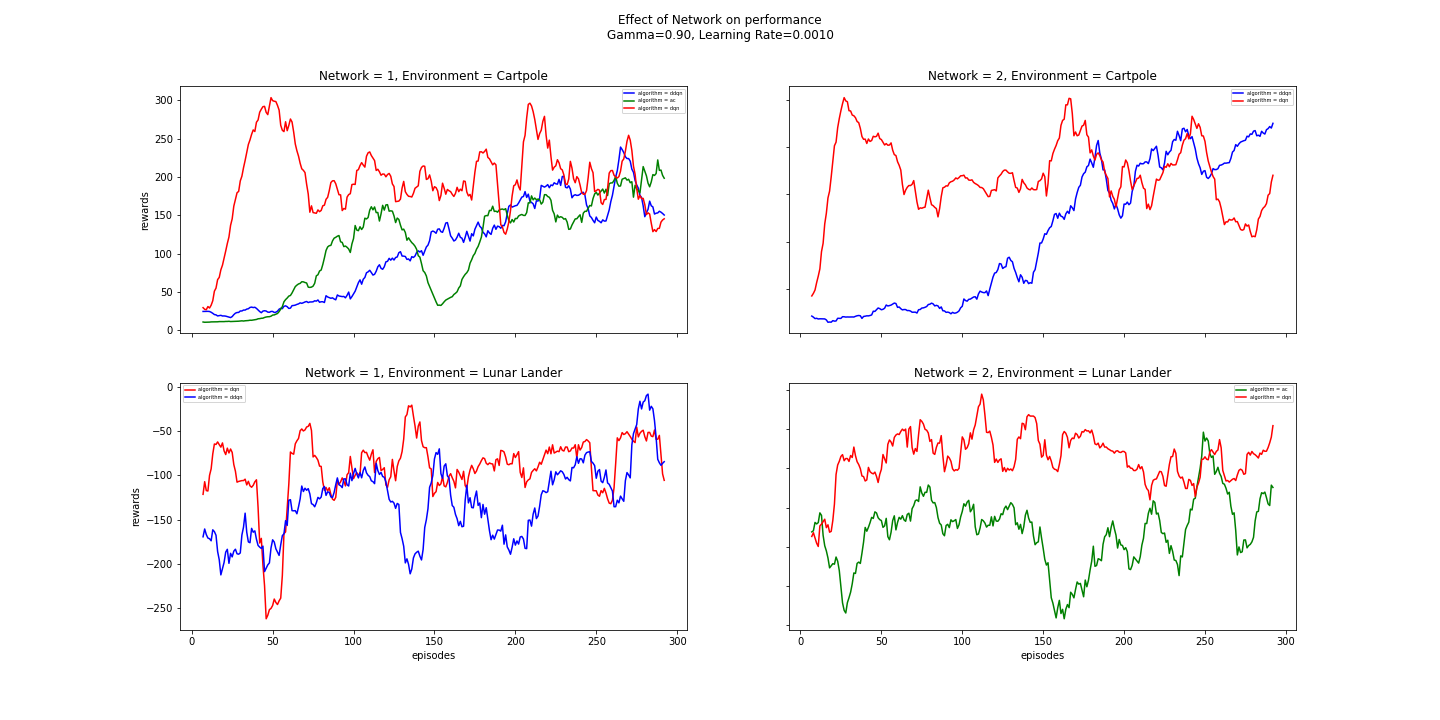 Effect of Network on performance
Gamma=0.90, Learning Rate=0.0010
Network = 1, Environment = Cartpole
algorithm = ddqn
algorithm = ac
algorithm = dqn
300
250
200
150
100
50
0
rewards
Network = 2, Environment = Cartpole
algorithm = ddqn
algorithm = dqn
Network = 1, Environment = Lunar Lander
algorithm = dqn
algorithm = ddqn
0
−50
−100
−150
−200
−250
rewards
0 50 100 150 200 250 300
episodes
Network = 2, Environment = Lunar Lander
algorithm = ac
algorithm = dqn
0 50 100 150 200 250 300
episodes